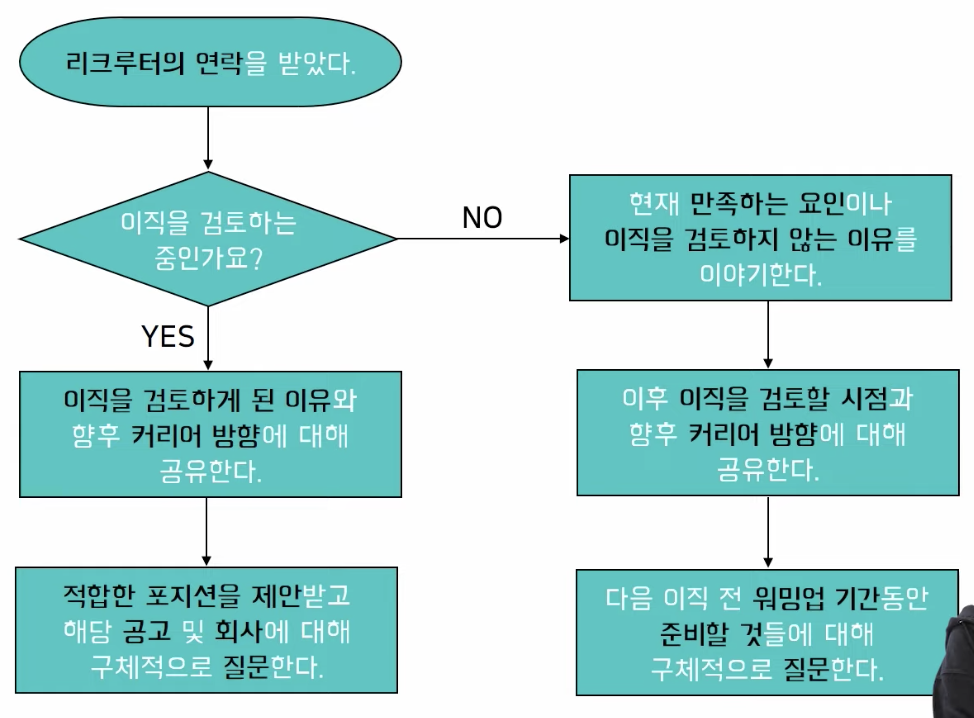 리크루터의 연락을 받았다.
이직을 검토하는
중인가요?
NO
현재 만족하는 요인이나
이직을 검토하지 않는 이유를
이야기한다.
YES
이직을 검토하게 된 이유와
향후 커리어 방향에 대해
공유한다.
이후 이직을 검토할 시점과
향후 커리어 방향에 대해
공유한다.
적합한 포지션을 제안받고
해당 공고 및 회사에 대해
구체적으로 질문한다.
다음 이직 전 워밍업 기간동안
준비할 것들에 대해
구체적으로 질문한다.